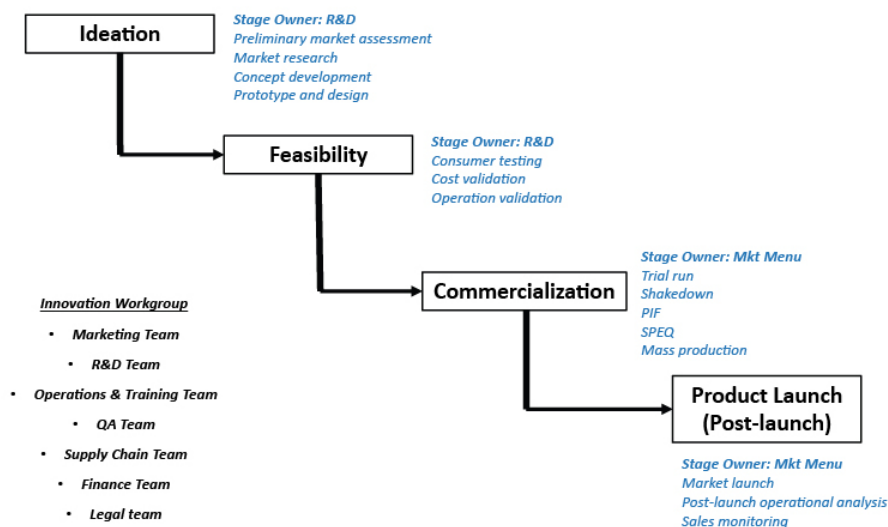 Ideation
Stage Owner: R&D
Preliminary market assessment
Market research
Concept development
Prototype and design
Feasibility
Stage Owner: R&D
Consumer testing
Cost validation
Operation validation
Commercialization
Stage Owner: Mkt Menu
Trial run
Shakedown
PIF
SPEQ
Mass production
Product Launch
(Post-launch)
Stage Owner: Mkt Menu
Market launch
Post-launch operational analysis
Sales monitoring
Innovation Workgroup
• Marketing Team
• R&D Team
• Operations & Training Team
• QA Team
• Supply Chain Team
• Finance Team
• Legal team